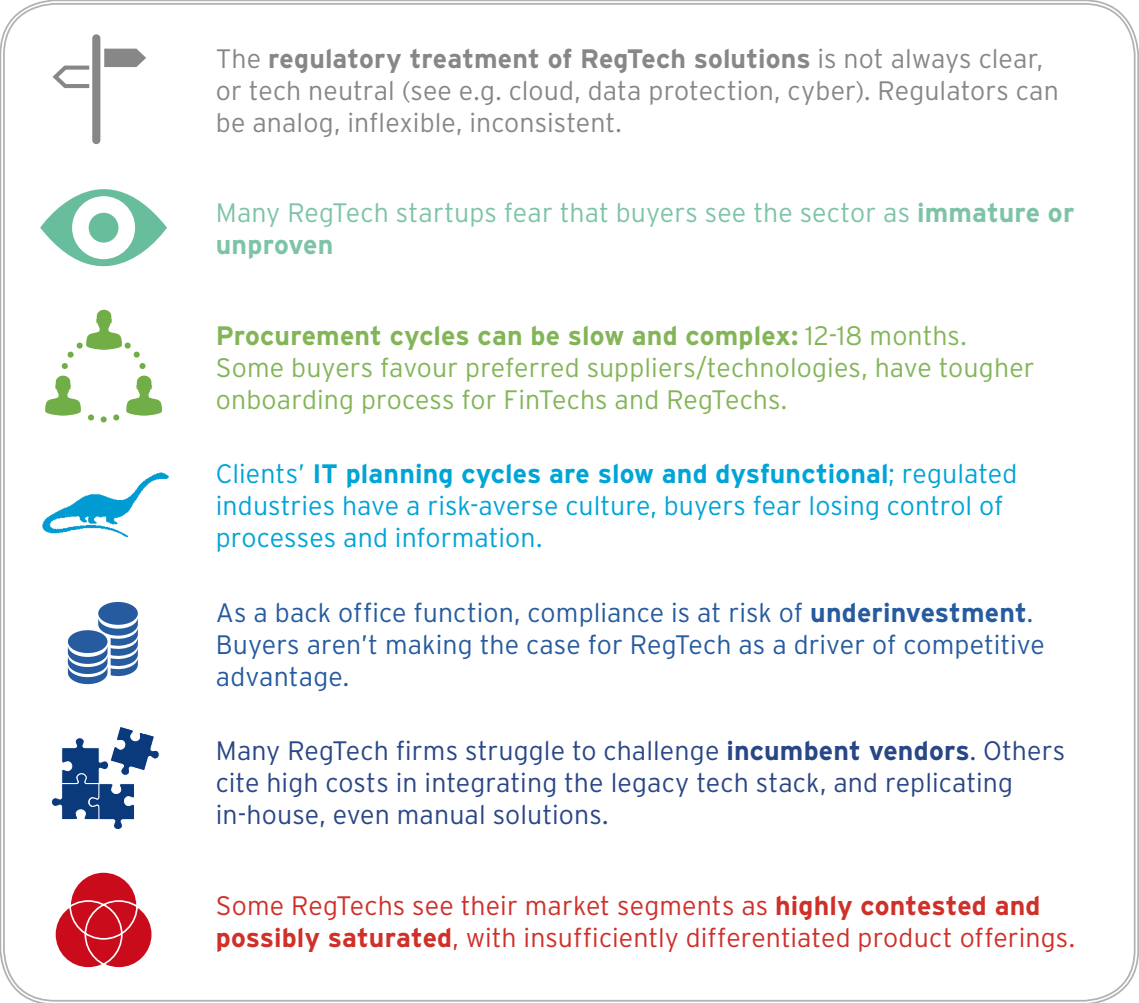 The regulatory treatment of RegTech solutions is not always clear,
or tech neutral (see e.g. cloud, data protection, cyber). Regulators can
be analog, inflexible, inconsistent.
Many RegTech startups fear that buyers see the sector as immature or
unproven
Procurement cycles can be slow and complex: 12-18 months.
Some buyers favour preferred suppliers/technologies, have tougher
onboarding process for FinTechs and RegTechs.
Clients’ IT planning cycles are slow and dysfunctional; regulated
industries have a risk-averse culture, buyers fear losing control of
processes and information.
As a back office function, compliance is at risk of underinvestment.
Buyers aren’t making the case for RegTech as a driver of competitive
advantage.
Many RegTech firms struggle to challenge incumbent vendors. Others
cite high costs in integrating the legacy tech stack, and replicating
in-house, even manual solutions.
Some RegTechs see their market segments as highly contested and
possibly saturated, with insufficiently differentiated product offerings.